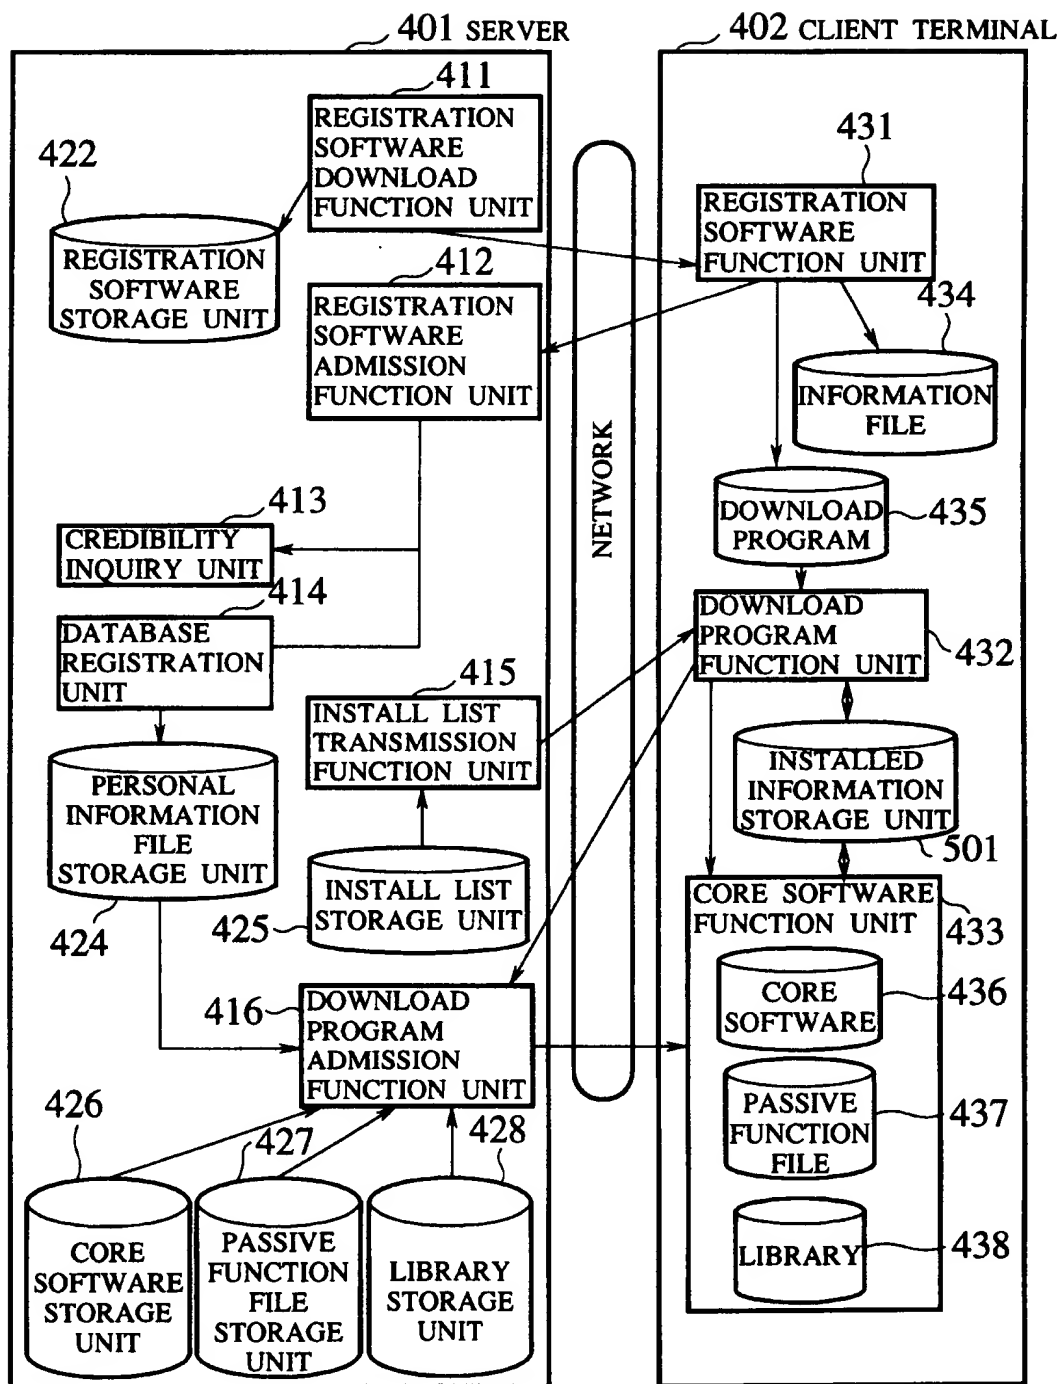 401 SERVER
402 CLIENT TERMINAL
411
REGISTRATION
SOFTWARE
DOWNLOAD
FUNCTION UNIT
422
REGISTRATION
SOFTWARE
STORAGE UNIT
412
REGISTRATION
SOFTWARE
ADMISSION
FUNCTION UNIT
413
CREDIBILITY
INQUIRY UNIT
414
DATABASE
REGISTRATION
UNIT
415
INSTALL LIST
TRANSMISSION
FUNCTION UNIT
PERSONAL
INFORMATION
FILE
STORAGE UNIT
424
INSTALL LIST
STORAGE UNIT
425
416
DOWNLOAD
PROGRAM
ADMISSION
FUNCTION UNIT
426
427
428
CORE
SOFTWARE
STORAGE
UNIT
PASSIVE
FUNCTION
FILE
STORAGE
UNIT
LIBRARY
STORAGE
UNIT
NETWORK
431
REGISTRATION
SOFTWARE
FUNCTION UNIT
434
INFORMATION
FILE
DOWNLOAD
PROGRAM
435
DOWNLOAD
PROGRAM
FUNCTION UNIT
432
INSTALLED
INFORMATION
STORAGE UNIT
501
CORE SOFTWARE
FUNCTION UNIT
433
CORE
SOFTWARE
436
PASSIVE
FUNCTION
FILE
437
LIBRARY
438